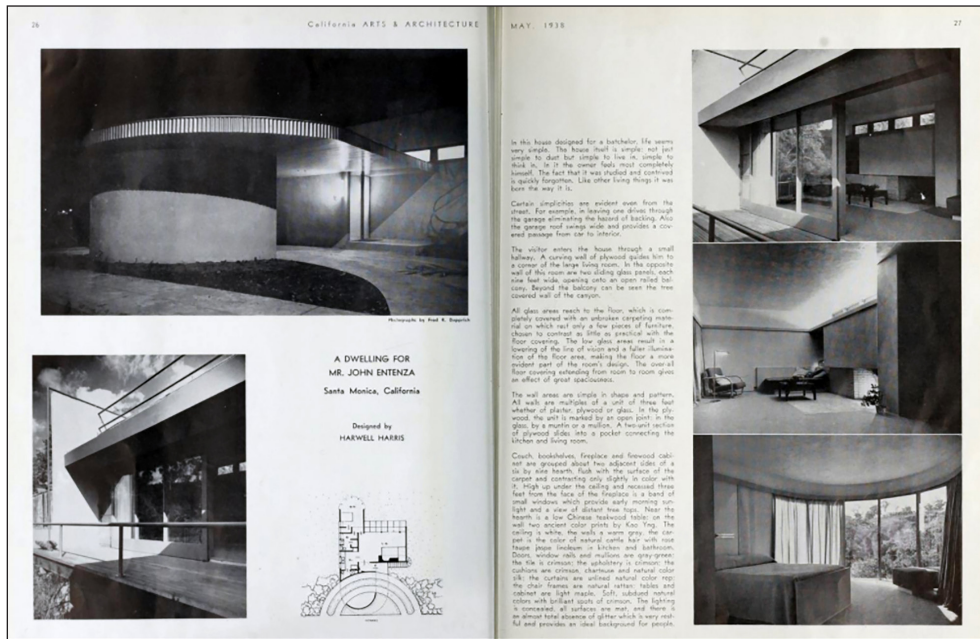 26
California ARTS & ARCHITECTURE
Photographs by Fred R. Dapprich
A DWELLING FOR
MR. JOHN ENTENZA
Santa Monica, California
Designed by
HARWELL HARRIS
MAY, 1938
27
In this house designed for a batchelor, life seems
very simple. The house itself is simple: not just
simple to dust but simple to live in, simple to
think in. In it the owner feels most completely
himself. The fact that it was studied and contrived
is quickly forgotten. Like other living things it was
born the way it is.
Certain simplicities are evident even from the
street. For example, in leaving one drives through
the garage eliminating the hazard of backing. Also
the garage roof swings wide and provides a cov-
ered passage from car to interior.
The visitor enters the house through a small
hallway. A curving wall of plywood guides him to
a corner of the large living room. In the opposite
wall of this room are two sliding glass panels, each
nine feet wide, opening onto an open railed bal-
cony. Beyond the balcony can be seen the tree
covered wall of the canyon.
All glass areas reach to the floor, which is com-
pletely covered with an unbroken carpeting mate-
rial on which rest only a few pieces of furniture,
chosen to contrast as little as practical with the
floor covering. The low glass areas result in a
lowering of the line of vision and a fuller illumina-
tion of the floor area, making the floor a more
evident part of the room's design. The over-all
floor covering extending from room to room gives
an effect of great spaciousness.
The wall areas are simple in shape and pattern.
All walls are multiples of a unit of three feet
whether of plaster, plywood or glass. In the ply-
wood, the unit is marked by an open joint; in the
glass, by a muntin or a mullion. A two-unit section
of plywood slides into a pocket connecting the
kitchen and living room.
Couch, bookshelves, fireplace and firewood cabi-
net are grouped about two adjacent sides of a
six by nine hearth, flush with the surface of the
carpet and contracting only slightly in color with
it. High up under the ceiling and recessed three
feet from the face of the fireplace is a band of
small windows which provide early morning sun-
light and a view of distant tree tops. Near the
hearth is a low Chinese teakwood table; on the
wall two ancient color prints by Kao Yng. The
ceiling is white, the walls a warm grey, the car-
pet is the color of natural cattle hair with rose
taupe jaspe linoleum in kitchen and bathroom.
Doors, window rails and mullions are gray-green;
the tile is crimson; the upholstery is crimson; the
cushions are crimson, charteuse and natural color
silk; the curtains are unlined natural color rep;
the chair frames are natural rattan; tables and
cabinet are light maple. Soft, subdued natural
colors with brilliant spots of crimson. The lighting
is concealed, all surfaces are mat, and there is
an almost total absence of glitter which is very rest-
ful and provides an ideal background for people.